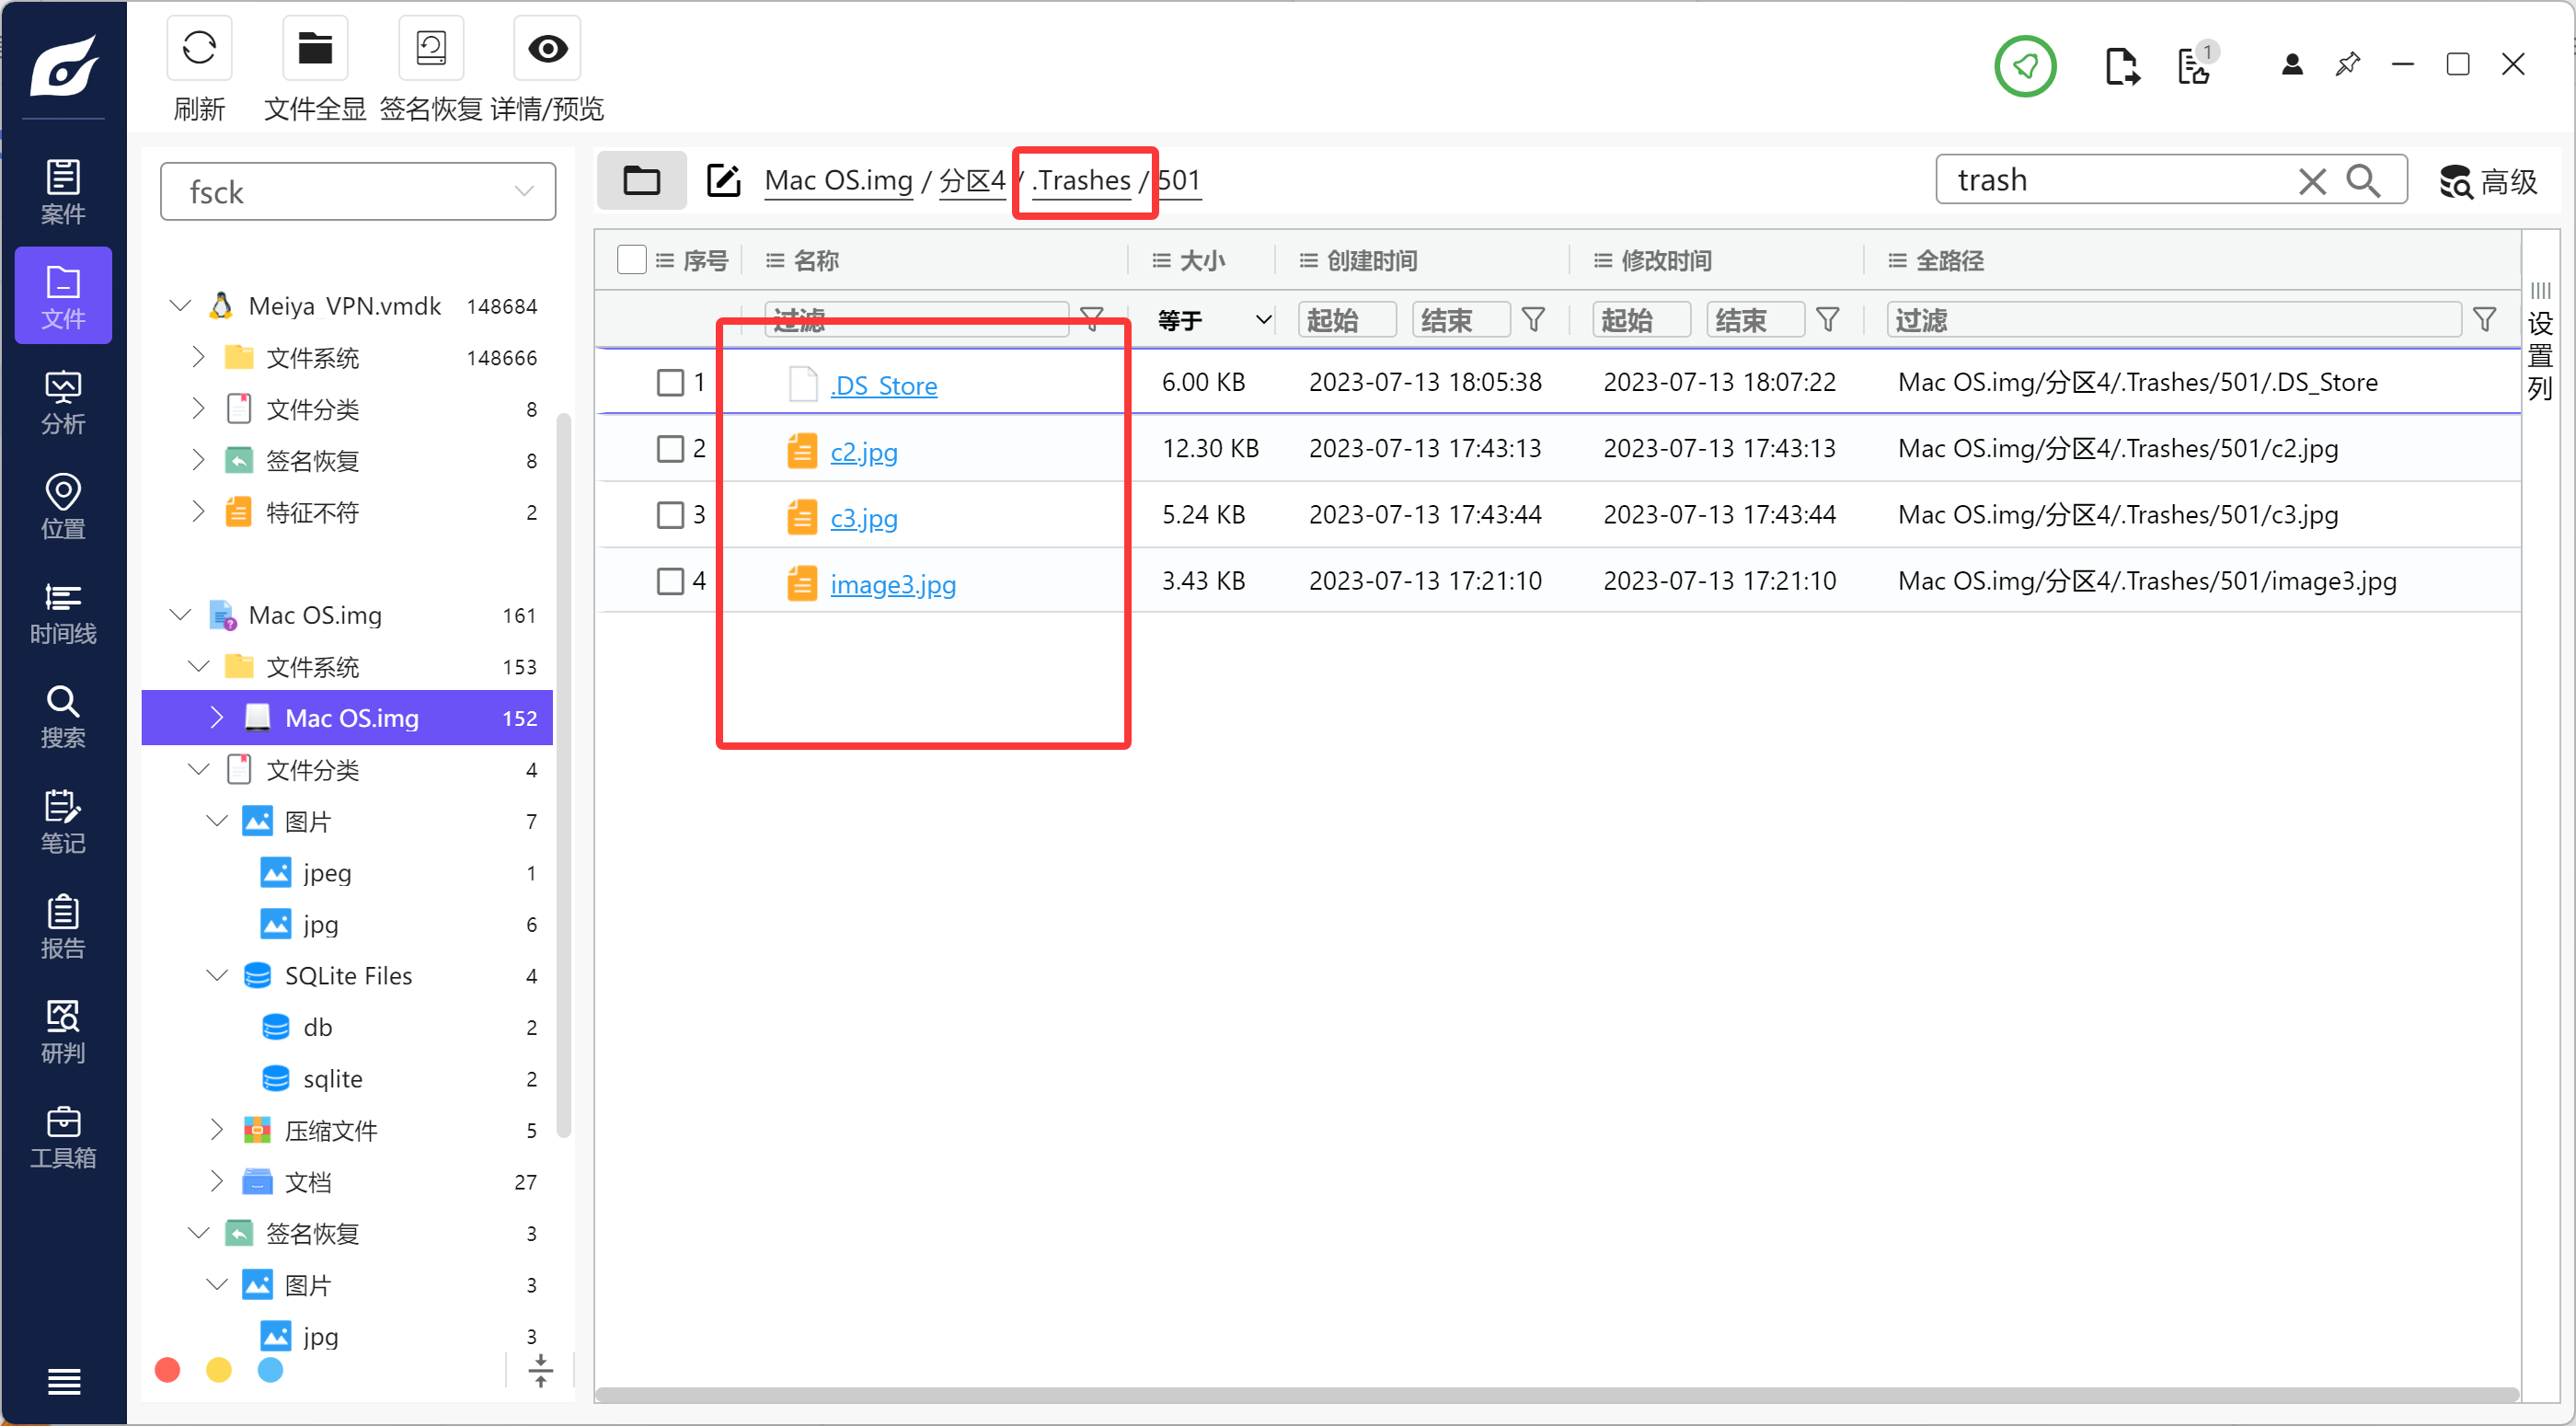 刷新
文件全显
签名恢复
详情/预览
1
案件
文件
分析
位置
时间线
搜索
笔记
报告
研判
工具箱
fsck
Meiya_VPN.vmdk 148684
文件系统 148666
文件分类 8
签名恢复 8
特征不符 2
Mac OS.img 161
文件系统 153
Mac OS.img 152
文件分类 4
图片 7
jpeg 1
jpg 6
SQLite Files 4
db 2
sqlite 2
压缩文件 5
文档 27
签名恢复 3
图片 3
jpg 3
Mac OS.img / 分区4 / .Trashes / 501
trash
高级
序号 名称 大小 创建时间 修改时间 全路径
过滤 等于 起始 结束 起始 结束 过滤
1 .DS_Store 6.00 KB 2023-07-13 18:05:38 2023-07-13 18:07:22 Mac OS.img/分区4/.Trashes/501/.DS_Store
2 c2.jpg 12.30 KB 2023-07-13 17:43:13 2023-07-13 17:43:13 Mac OS.img/分区4/.Trashes/501/c2.jpg
3 c3.jpg 5.24 KB 2023-07-13 17:43:44 2023-07-13 17:43:44 Mac OS.img/分区4/.Trashes/501/c3.jpg
4 image3.jpg 3.43 KB 2023-07-13 17:21:10 2023-07-13 17:21:10 Mac OS.img/分区4/.Trashes/501/image3.jpg
设置列